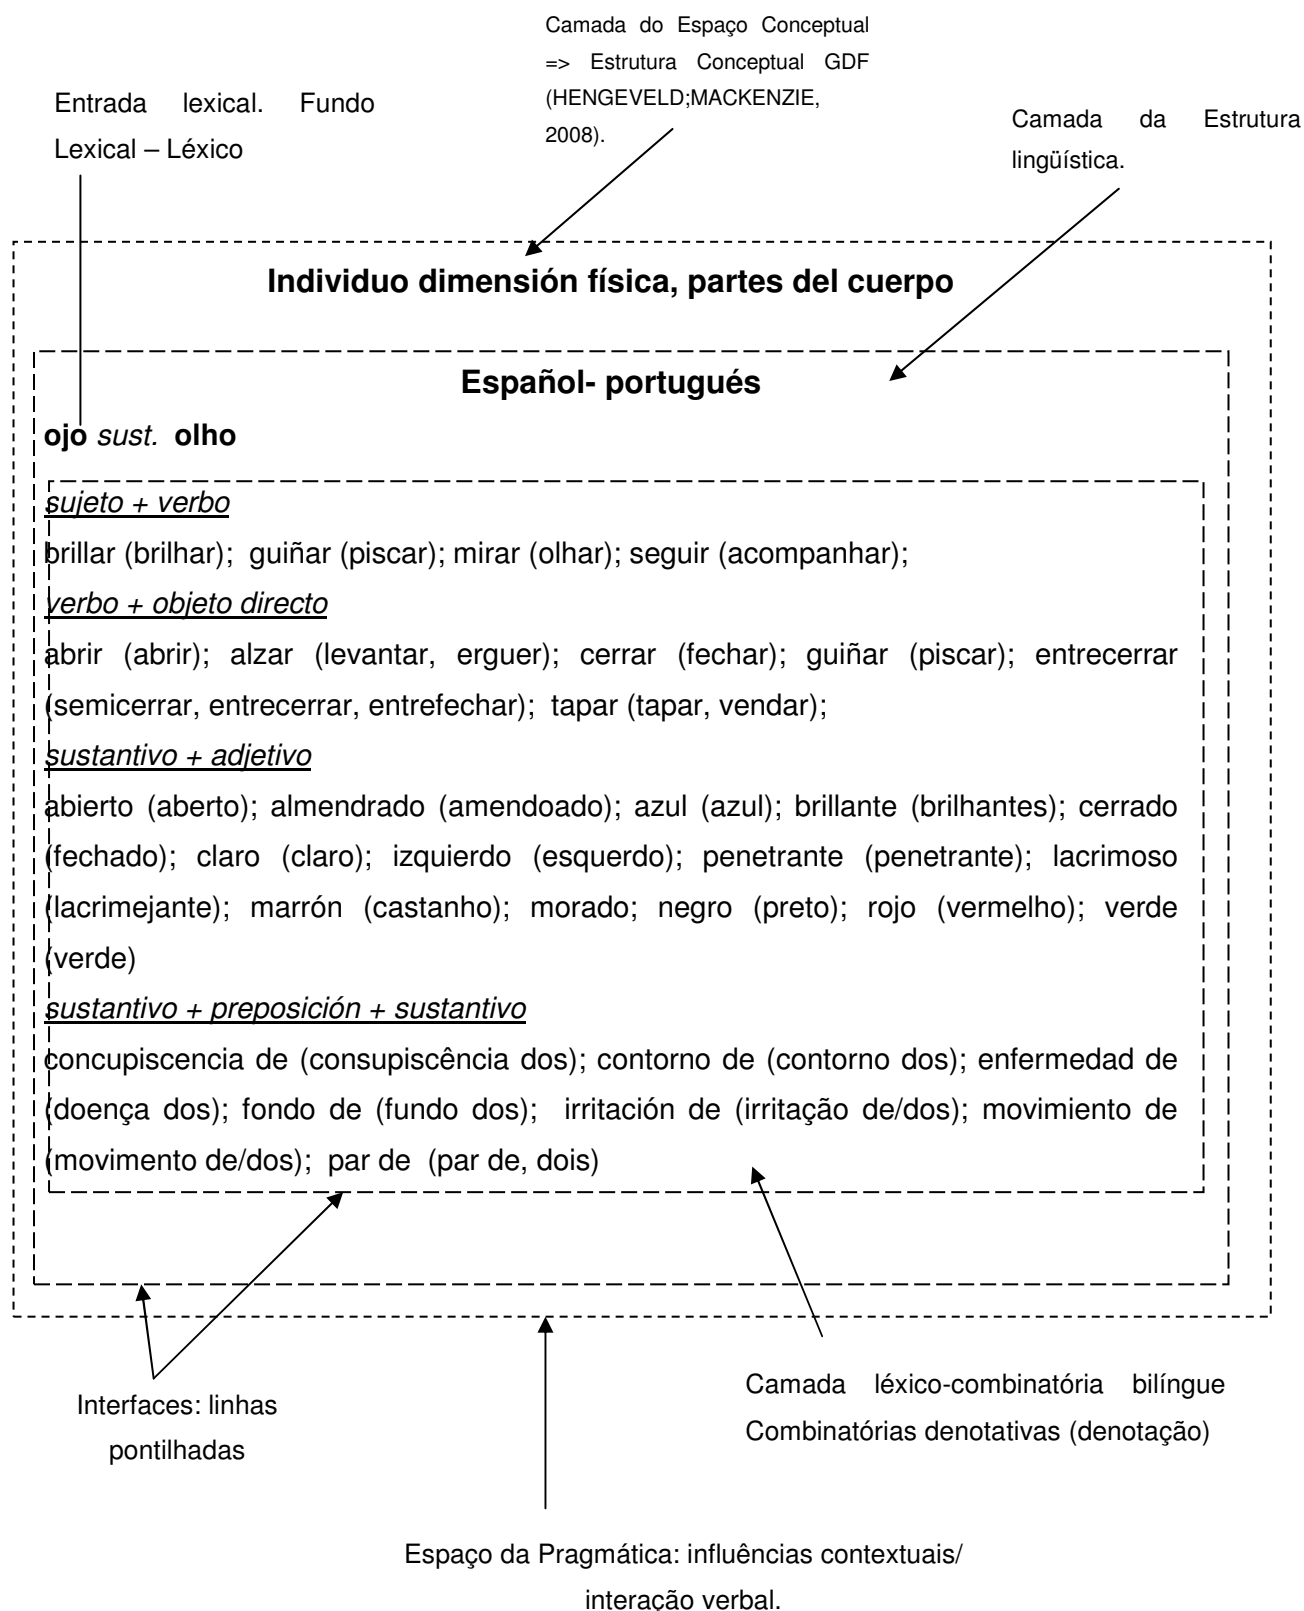 Camada do Espaço Conceptual
=> Estrutura Conceptual GDF
(HENGEVELD;MACKENZIE,
2008).
Entrada lexical. Fundo
Lexical – Léxico
Camada da Estrutura
lingüística.
Individuo dimensión física, partes del cuerpo
Español- portugués
ojo sust. olho
sujeto + verbo
brillar (brilhar); guiñar (piscar); mirar (olhar); seguir (acompanhar);
verbo + objeto directo
abrir (abrir); alzar (levantar, erguer); cerrar (fechar); guiñar (piscar); entrecerrar
(semicerrar, entrecerrar, entrefechar); tapar (tapar, vendar);
sustantivo + adjetivo
abierto (aberto); almendrado (amendoado); azul (azul); brillante (brilhantes); cerrado
(fechado); claro (claro); izquierdo (esquerdo); penetrante (penetrante); lacrimoso
(lacrimejante); marrón (castanho); morado; negro (preto); rojo (vermelho); verde
(verde)
sustantivo + preposición + sustantivo
concupiscencia de (consupiscência dos); contorno de (contorno dos); enfermedad de
(doença dos); fondo de (fundo dos); irritación de (irritação de/dos); movimiento de
(movimento de/dos); par de (par de, dois)
Interfaces: linhas
pontilhadas
Camada léxico-combinatória bilíngue
Combinatórias denotativas (denotação)
Espaço da Pragmática: influências contextuais/
interação verbal.